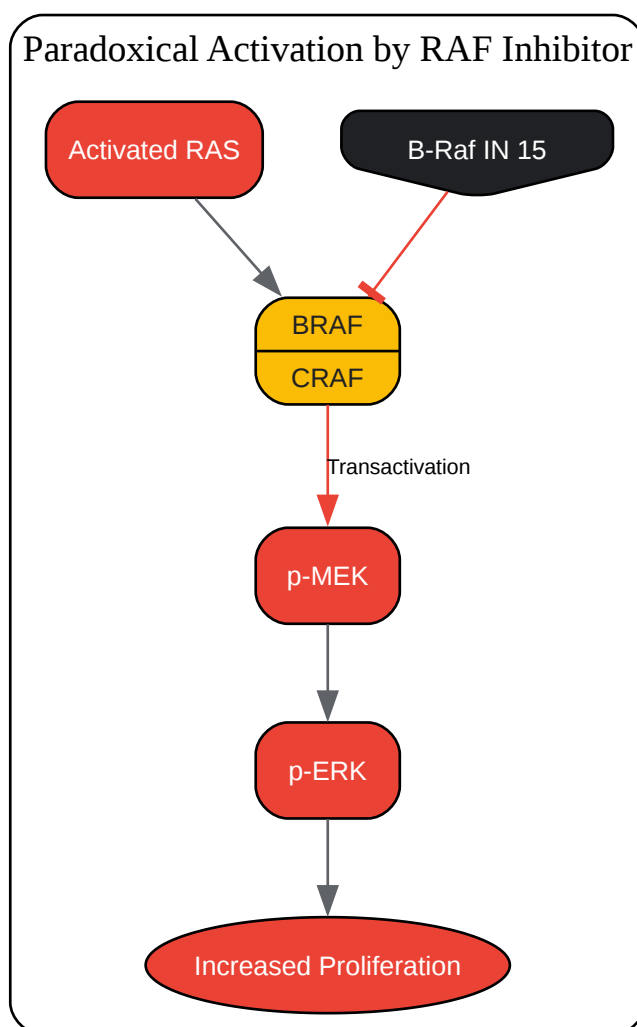 Paradoxical Activation by RAF Inhibitor
Activated RAS
B-Raf IN 15
BRAF
CRAF
Transactivation
p-MEK
p-ERK
Increased Proliferation